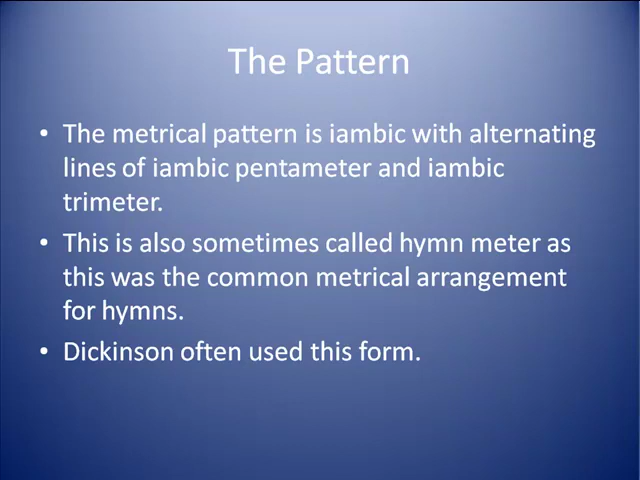 The Pattern
• The metrical pattern is iambic with alternating
lines of iambic pentameter and iambic
trimeter.
• This is also sometimes called hymn meter as
this was the common metrical arrangement
for hymns.
• Dickinson often used this form.